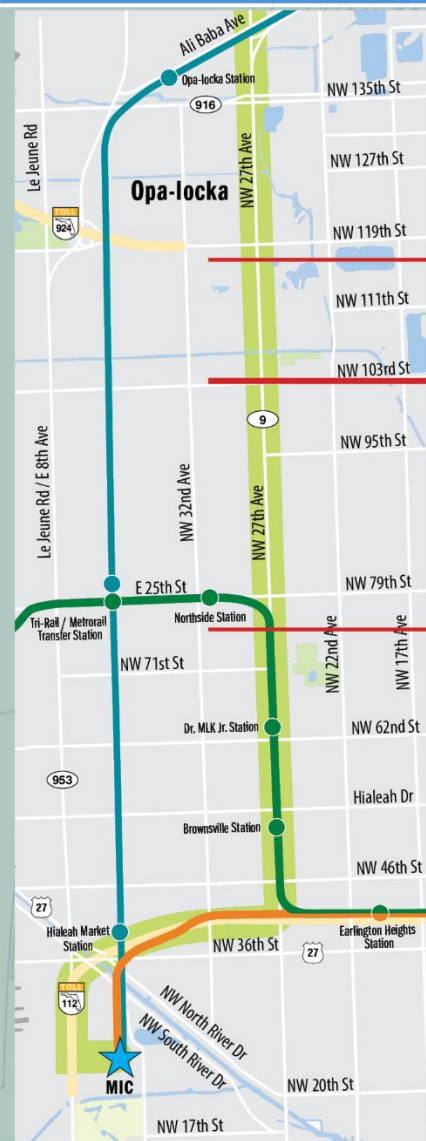 Ali Baba Ave
Opa-locka Station
916
NW 135th St
Le Jeune Rd
NW 27th Ave
NW 127th St
Opa-locka
TOLL
924
NW 119th St
NW 111th St
NW 103rd St
9
NW 95th St
Le Jeune Rd / E 8th Ave
NW 32nd Ave
NW 27th Ave
E 25th St
NW 79th St
Tri-Rail / Metrorail
Transfer Station
Northside Station
NW 22nd Ave
NW 17th Ave
NW 71st St
Dr. MLK Jr. Station
NW 62nd St
953
Hialeah Dr
Brownsville Station
NW 46th St
27
Hialeah Market
Station
Earlington Heights
Station
NW 36th St
27
TOLL
112
NW North River Dr
NW South River Dr
MIC
NW 20th St
NW 17th St